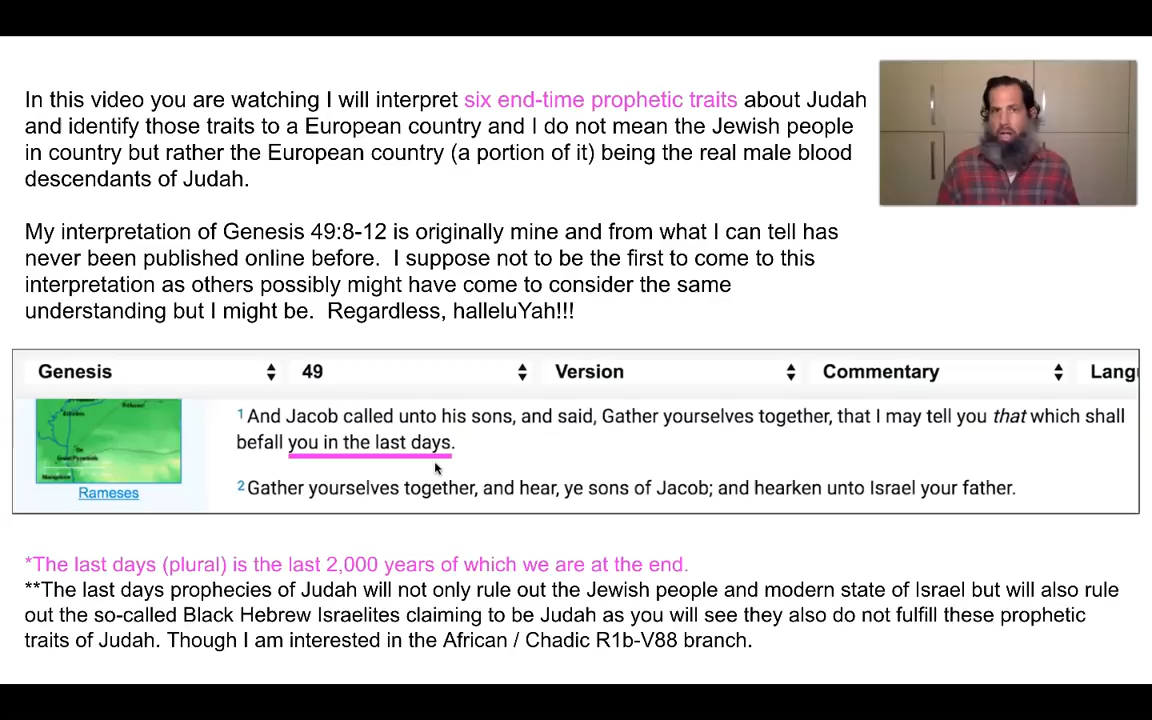 In this video you are watching I will interpret six end-time prophetic traits about Judah
and identify those traits to a European country and I do not mean the Jewish people
in country but rather the European country (a portion of it) being the real male blood
descendants of Judah.
My interpretation of Genesis 49:8-12 is originally mine and from what I can tell has
never been published online before.  I suppose not to be the first to come to this
interpretation as others possibly might have come to consider the same
understanding but I might be.  Regardless, halleluYah!!!
Genesis 49 Version Commentary Lang
1 And Jacob called unto his sons, and said, Gather yourselves together, that I may tell you that which shall
befall you in the last days.
Rameses
2 Gather yourselves together, and hear, ye sons of Jacob; and hearken unto Israel your father.
*The last days (plural) is the last 2,000 years of which we are at the end.
**The last days prophecies of Judah will not only rule out the Jewish people and modern state of Israel but will also rule
out the so-called Black Hebrew Israelites claiming to be Judah as you will see they also do not fulfill these prophetic
traits of Judah. Though I am interested in the African / Chadic R1b-V88 branch.